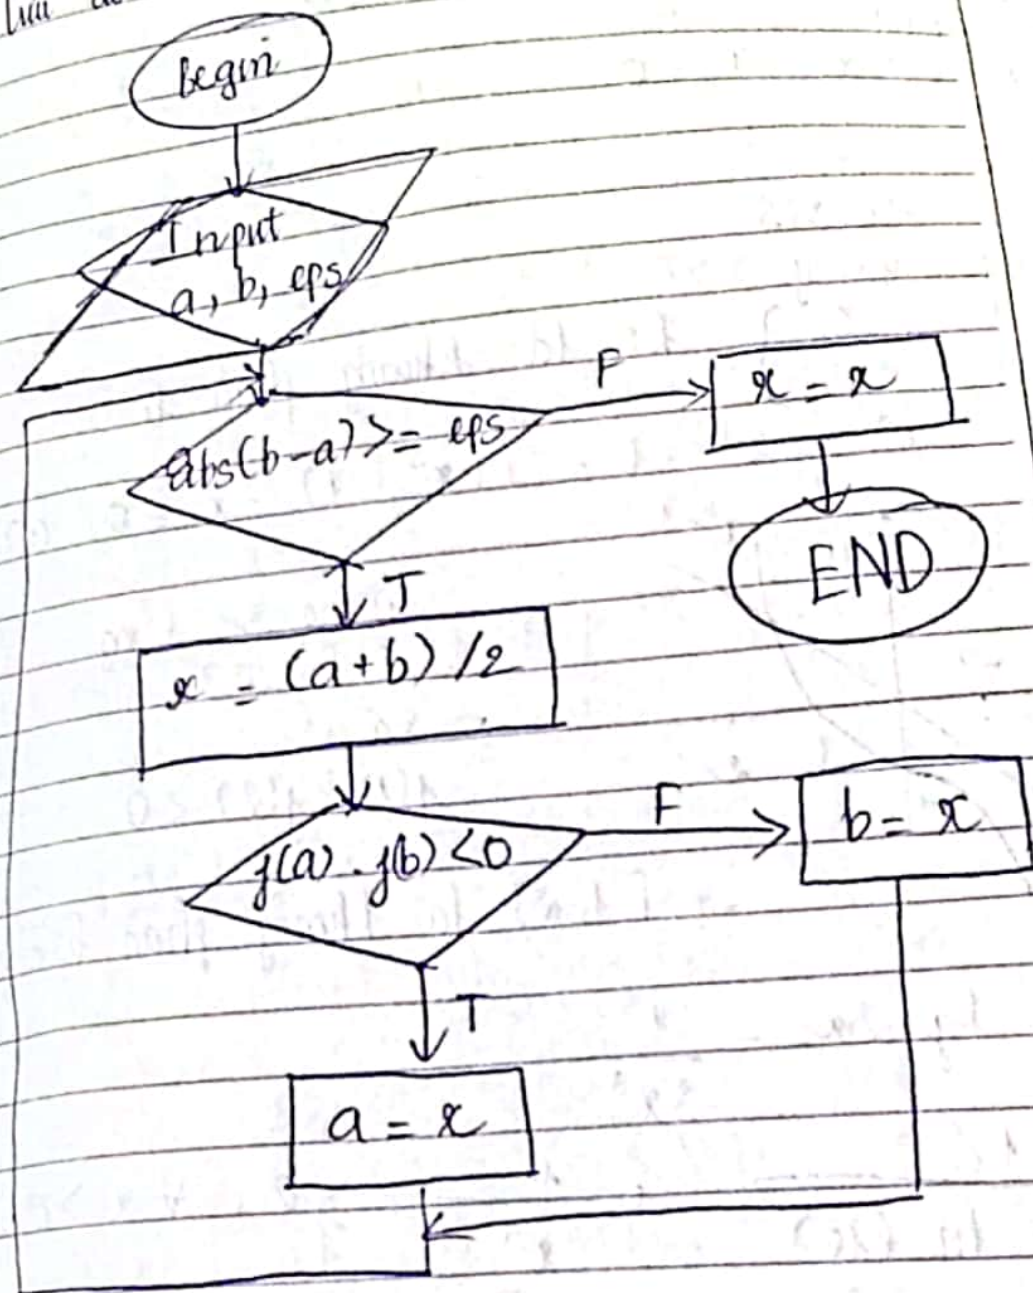 begin
Input
a, b, eps
abs(b-a) >= eps
F
x = x
END
T
x = (a+b) /2
f(a) . f(b) <0
F
b = x
T
a = x